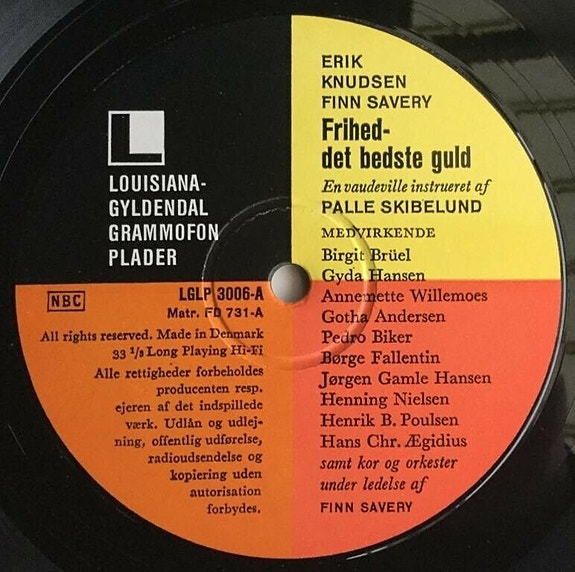 L
LOUISIANA-
GYLDENDAL
GRAMMOFON
PLADER
ERIK
KNUDSEN
FINN SAVERY
Frihed-
det bedste guld
En vaudeville instrueret af
PALLE SKIBELUND
MEDVIRKENDE
Birgit Brüel
Gyda Hansen
Annemette Willemoes
Gotha Andersen
Pedro Biker
Børge Fallentin
Jørgen Gamle Hansen
Henning Nielsen
Henrik B. Poulsen
Hans Chr. Ægidius
samt kor og orkester
under ledelse af
FINN SAVERY
NBC
LGLP 3006-A
Matr. FD 731-A
All rights reserved. Made in Denmark
33 1/3 Long Playing Hi-Fi
Alle rettigheder forbeholdes
producenten resp.
ejeren af det indspillede
værk. Udlån og udlej-
ning, offentlig udførelse,
radioudsendelse og
kopiering uden
autorisation
forbydes.